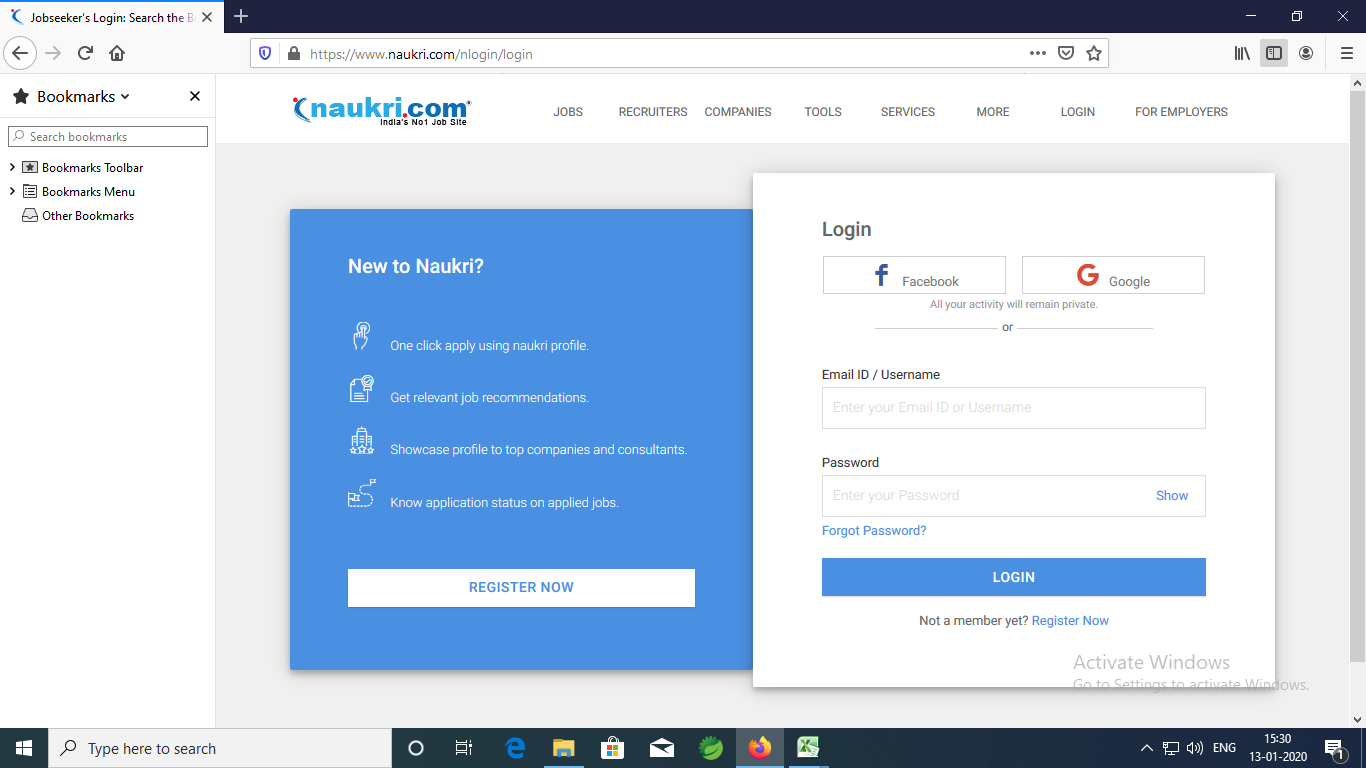 Jobseeker's Login: Search the B
https://www.naukri.com/nlogin/login
Bookmarks
Search bookmarks
Bookmarks Toolbar
Bookmarks Menu
Other Bookmarks
naukri.com
India's No1 Job Site
JOBS RECRUITERS COMPANIES TOOLS SERVICES MORE LOGIN FOR EMPLOYERS
New to Naukri?
One click apply using naukri profile.
Get relevant job recommendations.
Showcase profile to top companies and consultants.
Know application status on applied jobs.
REGISTER NOW
Login
Facebook
Google
All your activity will remain private.
or
Email ID / Username
Enter your Email ID or Username
Password
Enter your Password Show
Forgot Password?
LOGIN
Not a member yet? Register Now
Activate Windows
Go to Settings to activate Windows.
Type here to search
ENG
15:30
13-01-2020
1